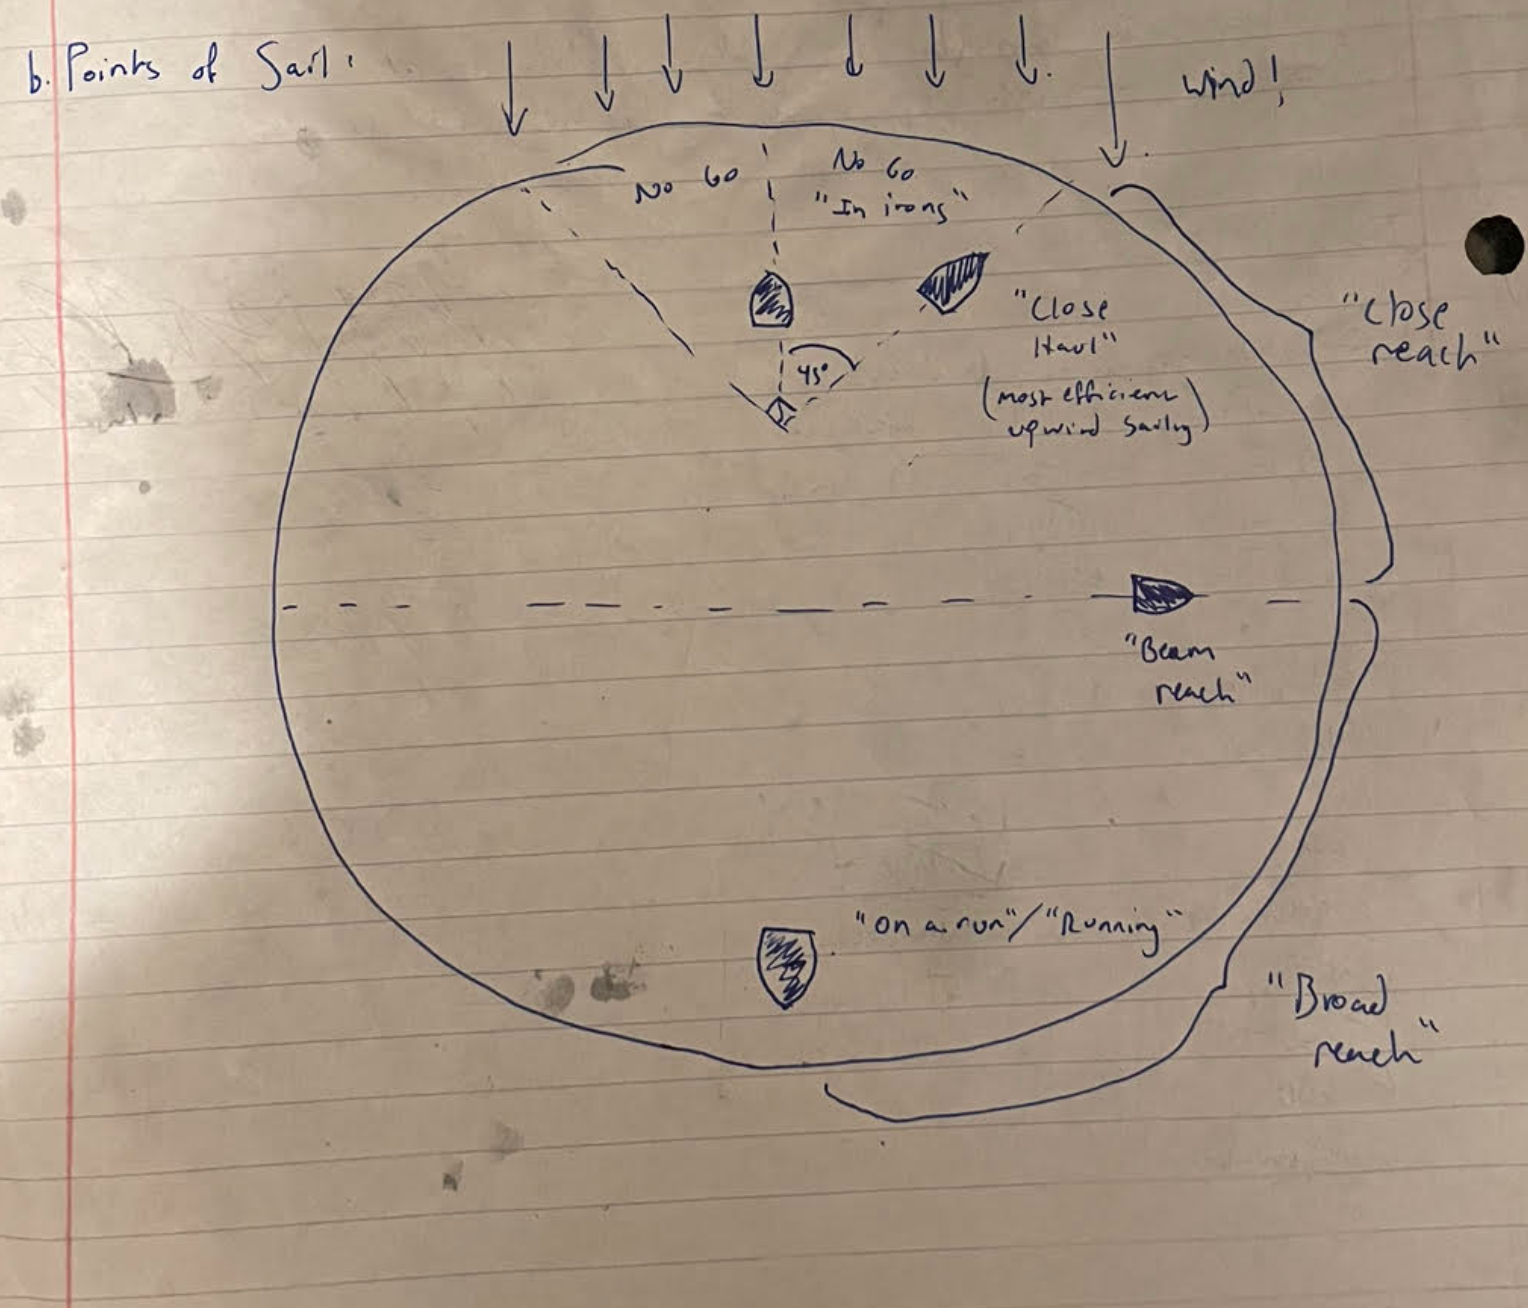 b. Points of Sail:
wind!
No Go
No Go
"In irons"
"Close
Haul"
(most efficient
upwind sailing)
45°
"Close
reach"
"Beam
reach"
"On a run"/"Running"
"Broad
reach"